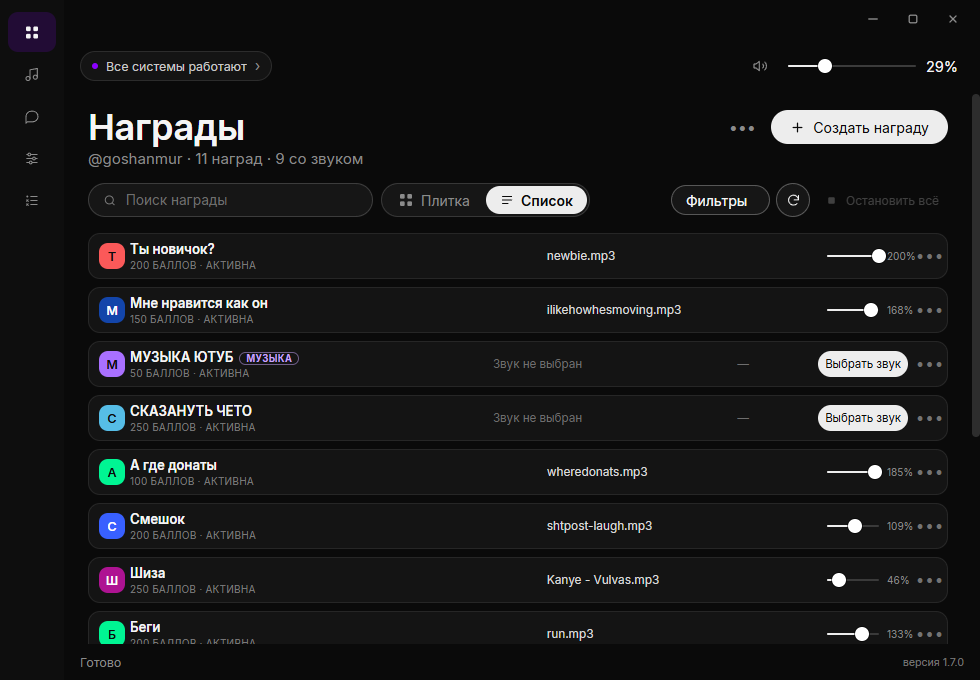 Все системы работают
29%
Награды
Создать награду
@goshanmur · 11 наград · 9 со звуком
Поиск награды
Плитка
Список
Фильтры
Остановить всё
Т
Ты новичок?
200 БАЛЛОВ · АКТИВНА
newbie.mp3
200%
М
Мне нравится как он
150 БАЛЛОВ · АКТИВНА
ilikehowhesmoving.mp3
168%
М
МУЗЫКА ЮТУБ МУЗЫКА
50 БАЛЛОВ · АКТИВНА
Звук не выбран
—
Выбрать звук
С
СКАЗАНУТЬ ЧЕТО
250 БАЛЛОВ · АКТИВНА
Звук не выбран
—
Выбрать звук
А
А где донаты
100 БАЛЛОВ · АКТИВНА
wheredonats.mp3
185%
С
Смешок
200 БАЛЛОВ · АКТИВНА
shtpost-laugh.mp3
109%
Ш
Шиза
250 БАЛЛОВ · АКТИВНА
Kanye - Vulvas.mp3
46%
Б
Беги
200 БАЛЛОВ · АКТИВНА
run.mp3
133%
Готово
версия 1.7.0